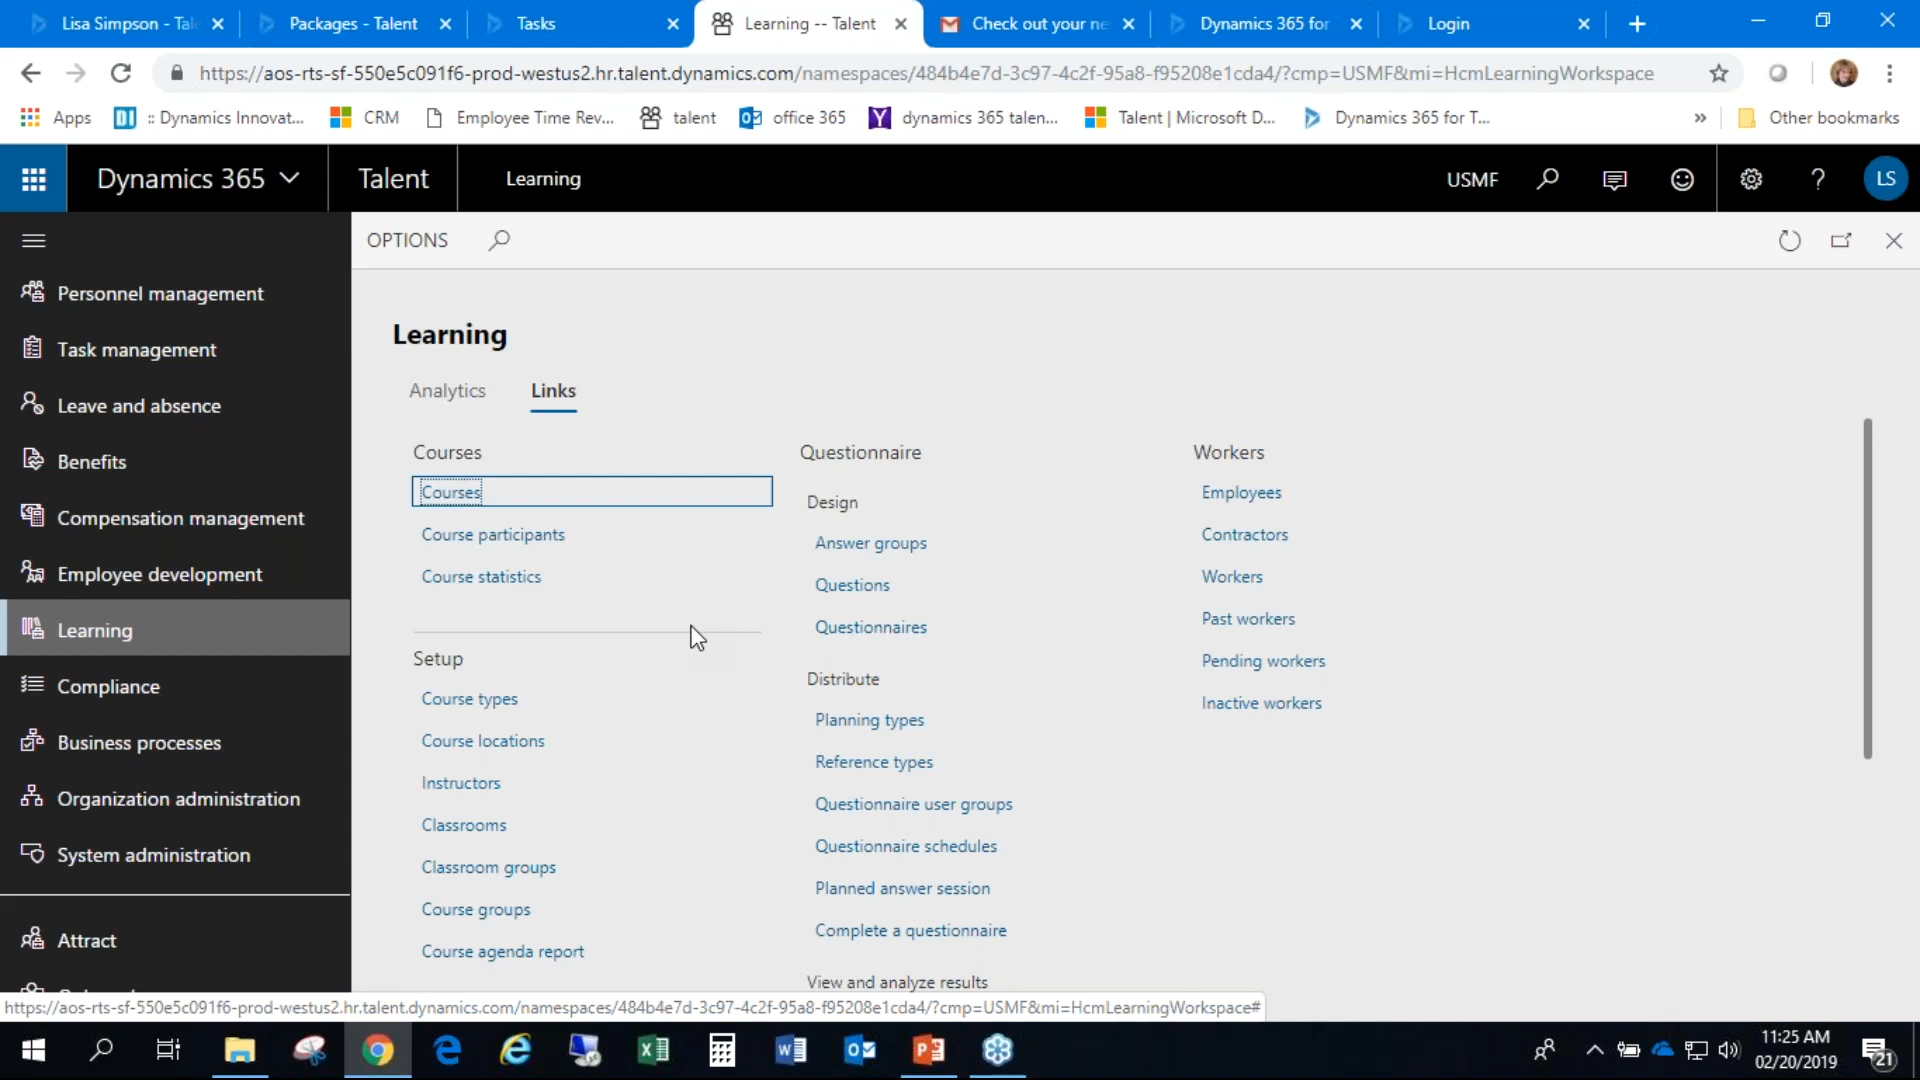 Lisa Simpson - Tal
Packages - Talent
Tasks
Learning -- Talent
Check out your ne
Dynamics 365 for
Login
https://aos-rts-sf-550e5c091f6-prod-westus2.hr.talent.dynamics.com/namespaces/484b4e7d-3c97-4c2f-95a8-f95208e1cda4/?cmp=USMF&mi=HcmLearningWorkspace
Apps
:: Dynamics Innovat...
CRM
Employee Time Rev...
talent
office 365
dynamics 365 talen...
Talent | Microsoft D...
Dynamics 365 for T...
»
Other bookmarks
Dynamics 365
Talent
Learning
USMF
?
LS
OPTIONS
Personnel management
Task management
Leave and absence
Benefits
Compensation management
Employee development
Learning
Compliance
Business processes
Organization administration
System administration
Attract
Learning
Analytics
Links
Courses
Courses
Course participants
Course statistics
Setup
Course types
Course locations
Instructors
Classrooms
Classroom groups
Course groups
Course agenda report
Questionnaire
Design
Answer groups
Questions
Questionnaires
Distribute
Planning types
Reference types
Questionnaire user groups
Questionnaire schedules
Planned answer session
Complete a questionnaire
View and analyze results
Workers
Employees
Contractors
Workers
Past workers
Pending workers
Inactive workers
https://aos-rts-sf-550e5c091f6-prod-westus2.hr.talent.dynamics.com/namespaces/484b4e7d-3c97-4c2f-95a8-f95208e1cda4/?cmp=USMF&mi=HcmLearningWorkspace#
11:25 AM
02/20/2019
21